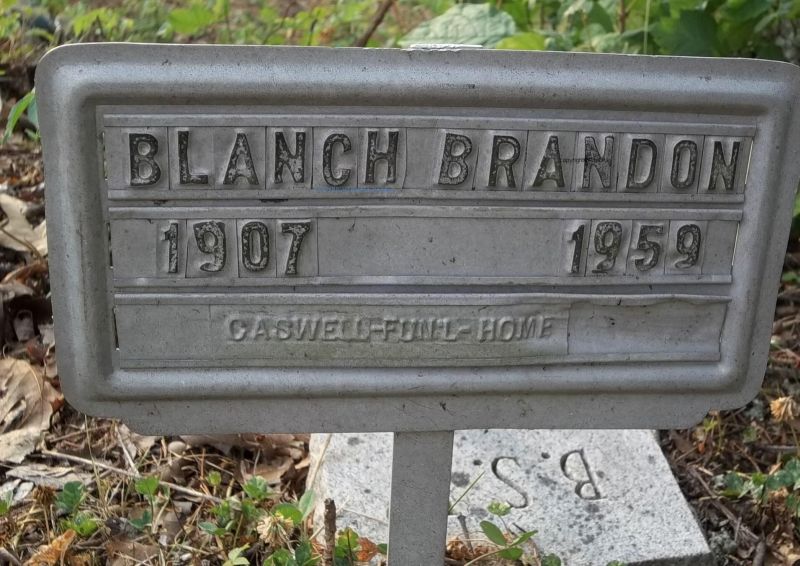 BLANCH BRANDON
1907 1959
CASWELL-FUN'L-HOME
B.S